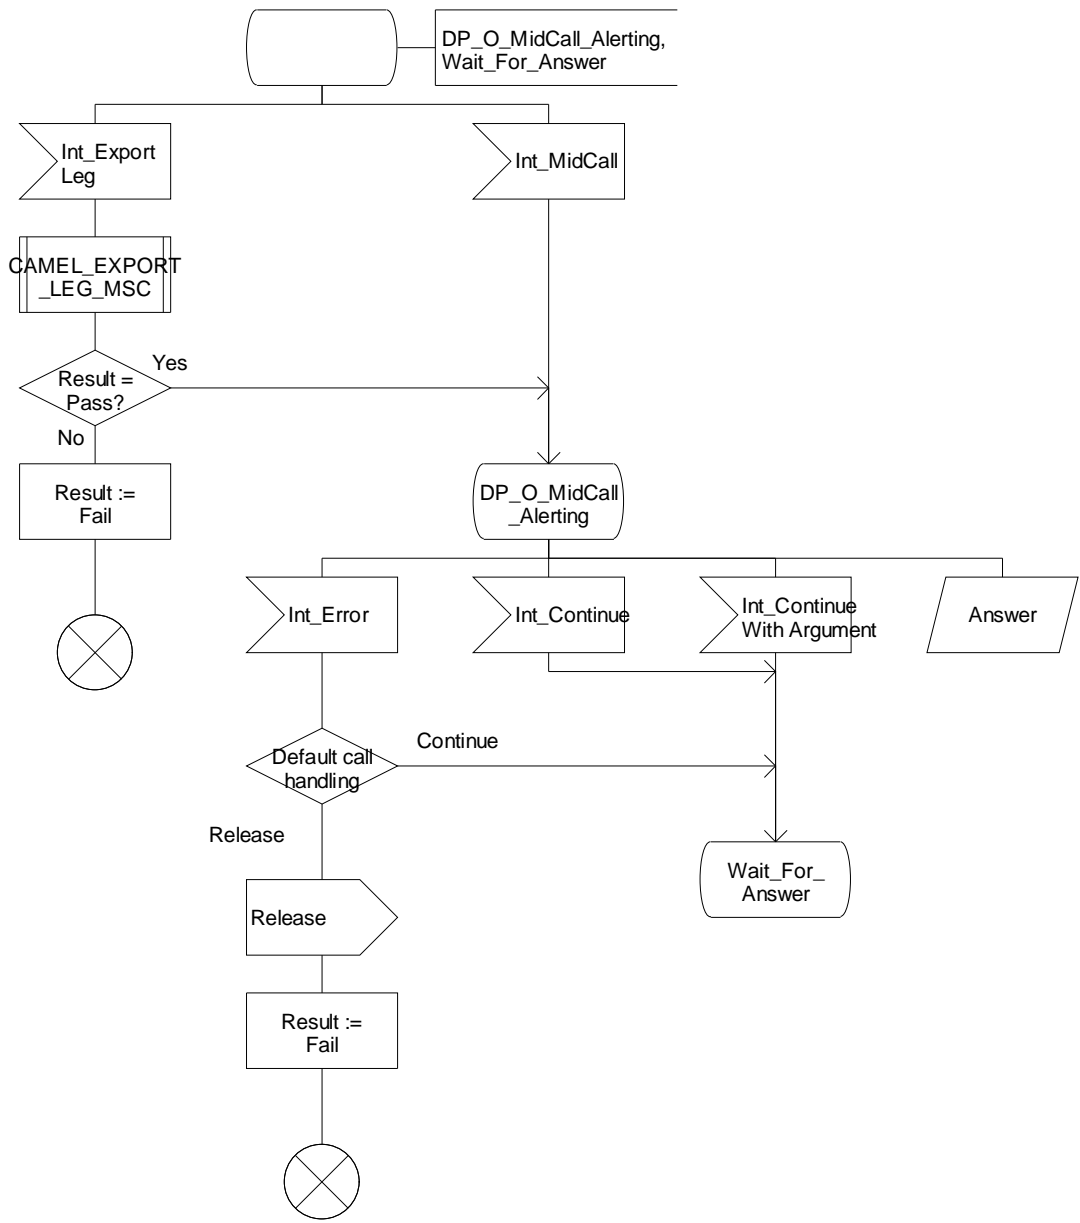 DP_O_MidCall_Alerting,
Wait_For_Answer
Int_Export
Leg
Int_MidCall
CAMEL_EXPORT
_LEG_MSC
Yes
Result =
Pass?
No
Result :=
Fail
DP_O_MidCall
_Alerting
Int_Error
Int_Continue
Int_Continue
With Argument
Answer
Continue
Default call
handling
Release
Wait_For_
Answer
Release
Result :=
Fail